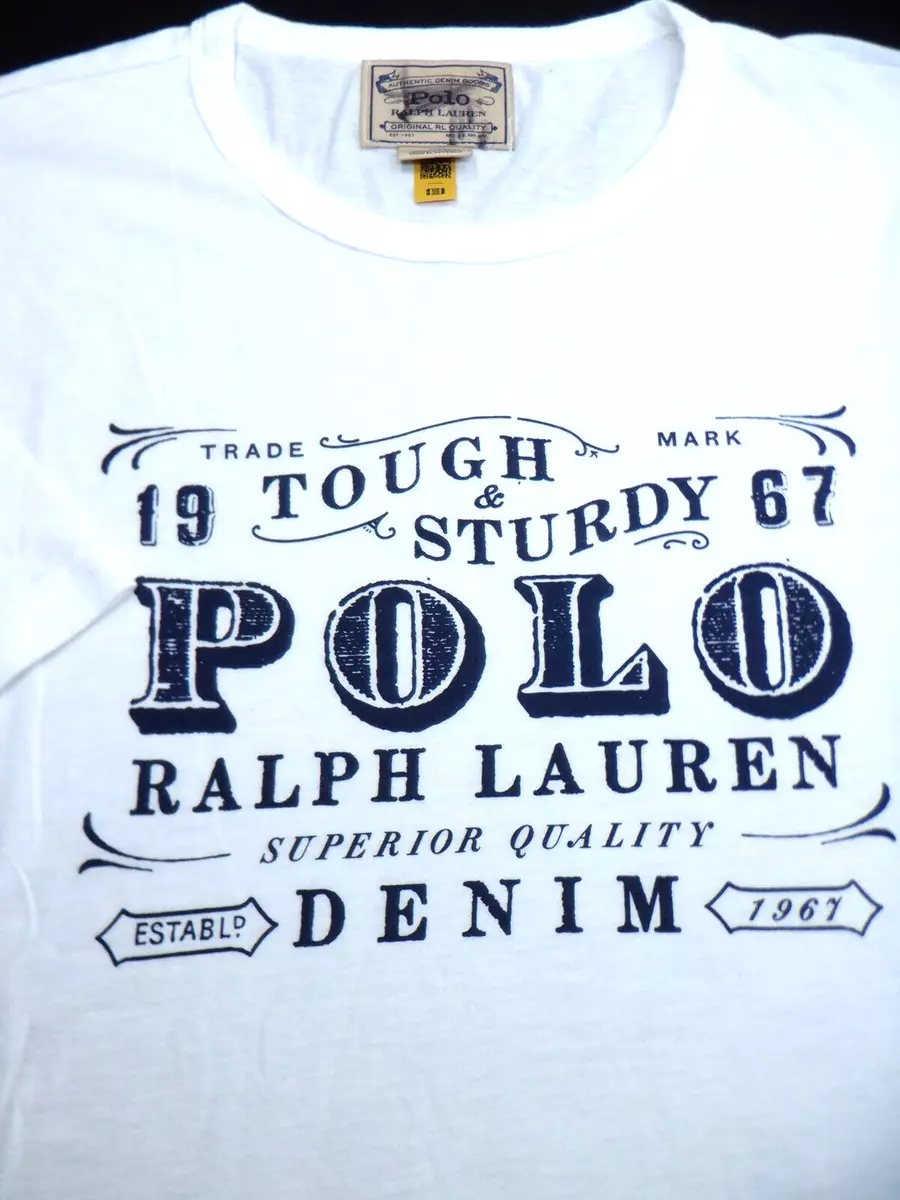 AUTHENTIC DENIM GOODS
Polo
RALPH LAUREN
ORIGINAL RL QUALITY
TRADE MARK
19 TOUGH & STURDY 67
POLO
RALPH LAUREN
SUPERIOR QUALITY
ESTABLD DENIM 1967